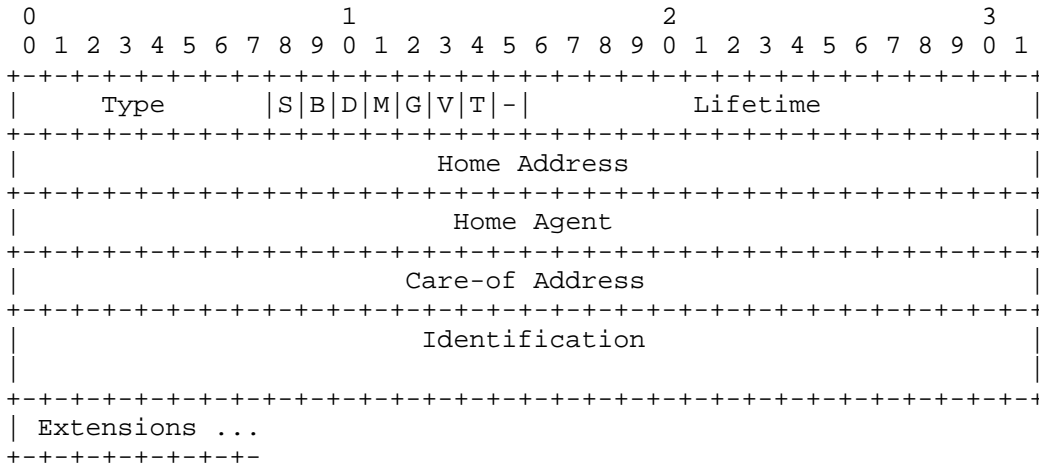 0                   1                   2                   3
 0 1 2 3 4 5 6 7 8 9 0 1 2 3 4 5 6 7 8 9 0 1 2 3 4 5 6 7 8 9 0 1
+-+-+-+-+-+-+-+-+-+-+-+-+-+-+-+-+-+-+-+-+-+-+-+-+-+-+-+-+-+-+-+-+
|     Type      |S|B|D|M|G|V|T|-|          Lifetime             |
+-+-+-+-+-+-+-+-+-+-+-+-+-+-+-+-+-+-+-+-+-+-+-+-+-+-+-+-+-+-+-+-+
|                          Home Address                         |
+-+-+-+-+-+-+-+-+-+-+-+-+-+-+-+-+-+-+-+-+-+-+-+-+-+-+-+-+-+-+-+-+
|                           Home Agent                          |
+-+-+-+-+-+-+-+-+-+-+-+-+-+-+-+-+-+-+-+-+-+-+-+-+-+-+-+-+-+-+-+-+
|                        Care-of Address                        |
+-+-+-+-+-+-+-+-+-+-+-+-+-+-+-+-+-+-+-+-+-+-+-+-+-+-+-+-+-+-+-+-+
|                         Identification                        |
|                                                               |
+-+-+-+-+-+-+-+-+-+-+-+-+-+-+-+-+-+-+-+-+-+-+-+-+-+-+-+-+-+-+-+-+
| Extensions ...
+-+-+-+-+-+-+-+-